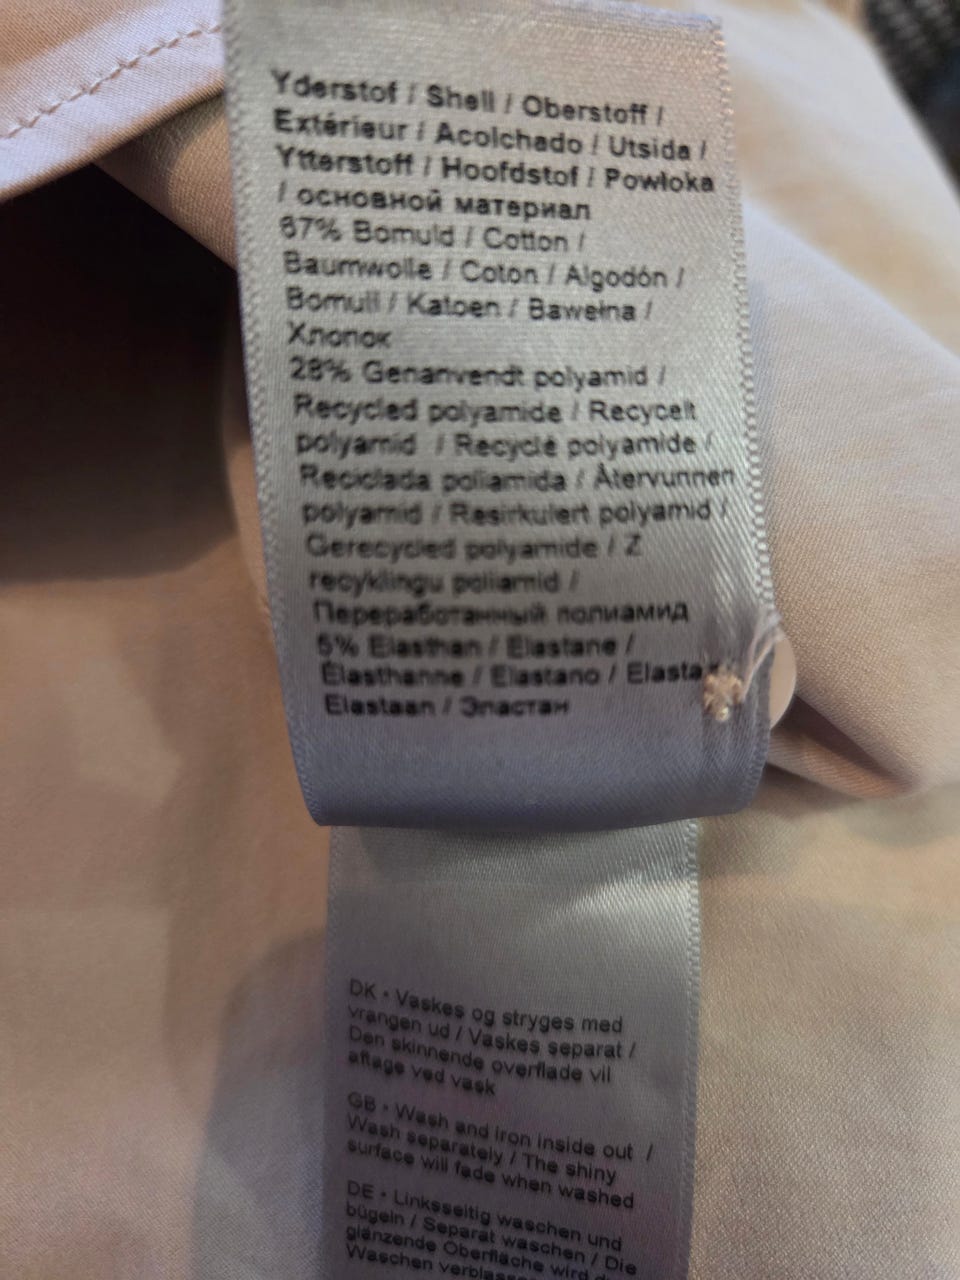 Yderstof / Shell / Oberstoff /
Extérieur / Acolchado / Utsida /
Ytterstoff / Hoofdstof / Powłoka
/ основной материал
67% Bomuld / Cotton /
Baumwolle / Coton / Algodón /
Bomull / Katoen / Bawełna /
Хлопок
28% Genanvendt polyamid /
Recycled polyamide / Recycelt
polyamid / Recyclé polyamide /
Reciclada poliamida / Återvunnen
polyamid / Resirkulert polyamid /
Gerecycled polyamide / Z
recyklingu poliamid /
Переработанный полиамид
5% Elasthan / Elastane /
Élasthanne / Elastano /
Elastaan / Эластан
DK • Vaskes og stryges med
vrangen ud / Vaskes separat /
Den skinnende overflade vil
aftage ved vask
GB • Wash and iron inside out /
Wash separately / The shiny
surface will fade when washed
DE • Linksseitig waschen und
bügeln / Separat waschen / Die
glänzende Oberfläche wird
Waschen